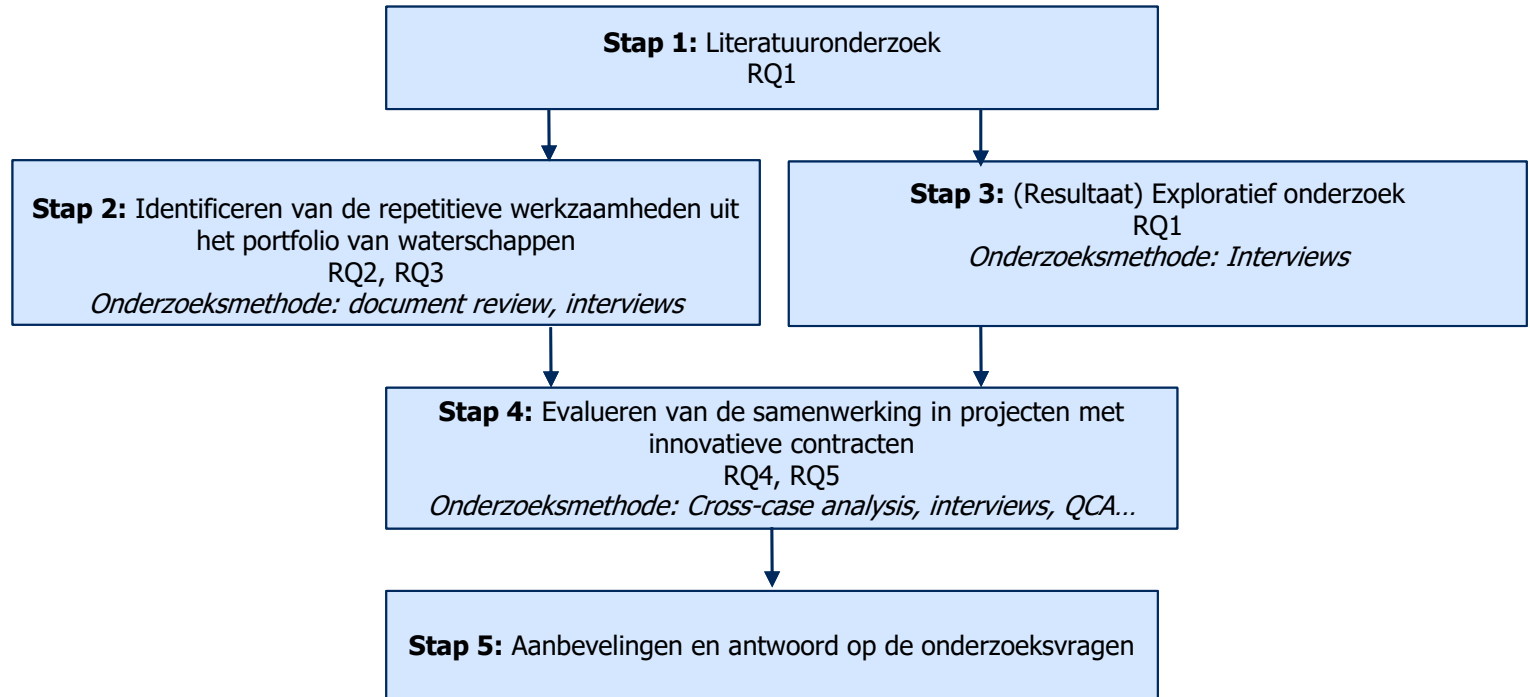 Stap 1: Literatuuronderzoek
RQ1
Stap 2: Identificeren van de repetitieve werkzaamheden uit
het portfolio van waterschappen
RQ2, RQ3
Onderzoeksmethode: document review, interviews
Stap 3: (Resultaat) Exploratief onderzoek
RQ1
Onderzoeksmethode: Interviews
Stap 4: Evalueren van de samenwerking in projecten met
innovatieve contracten
RQ4, RQ5
Onderzoeksmethode: Cross-case analysis, interviews, QCA…
Stap 5: Aanbevelingen en antwoord op de onderzoeksvragen